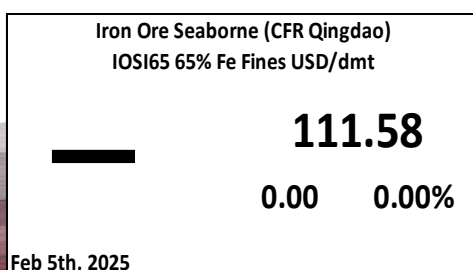 Iron Ore Seaborne (CFR Qingdao)
IOSI65 65% Fe Fines USD/dmt
111.58
0.00 0.00%
Feb 5th, 2025